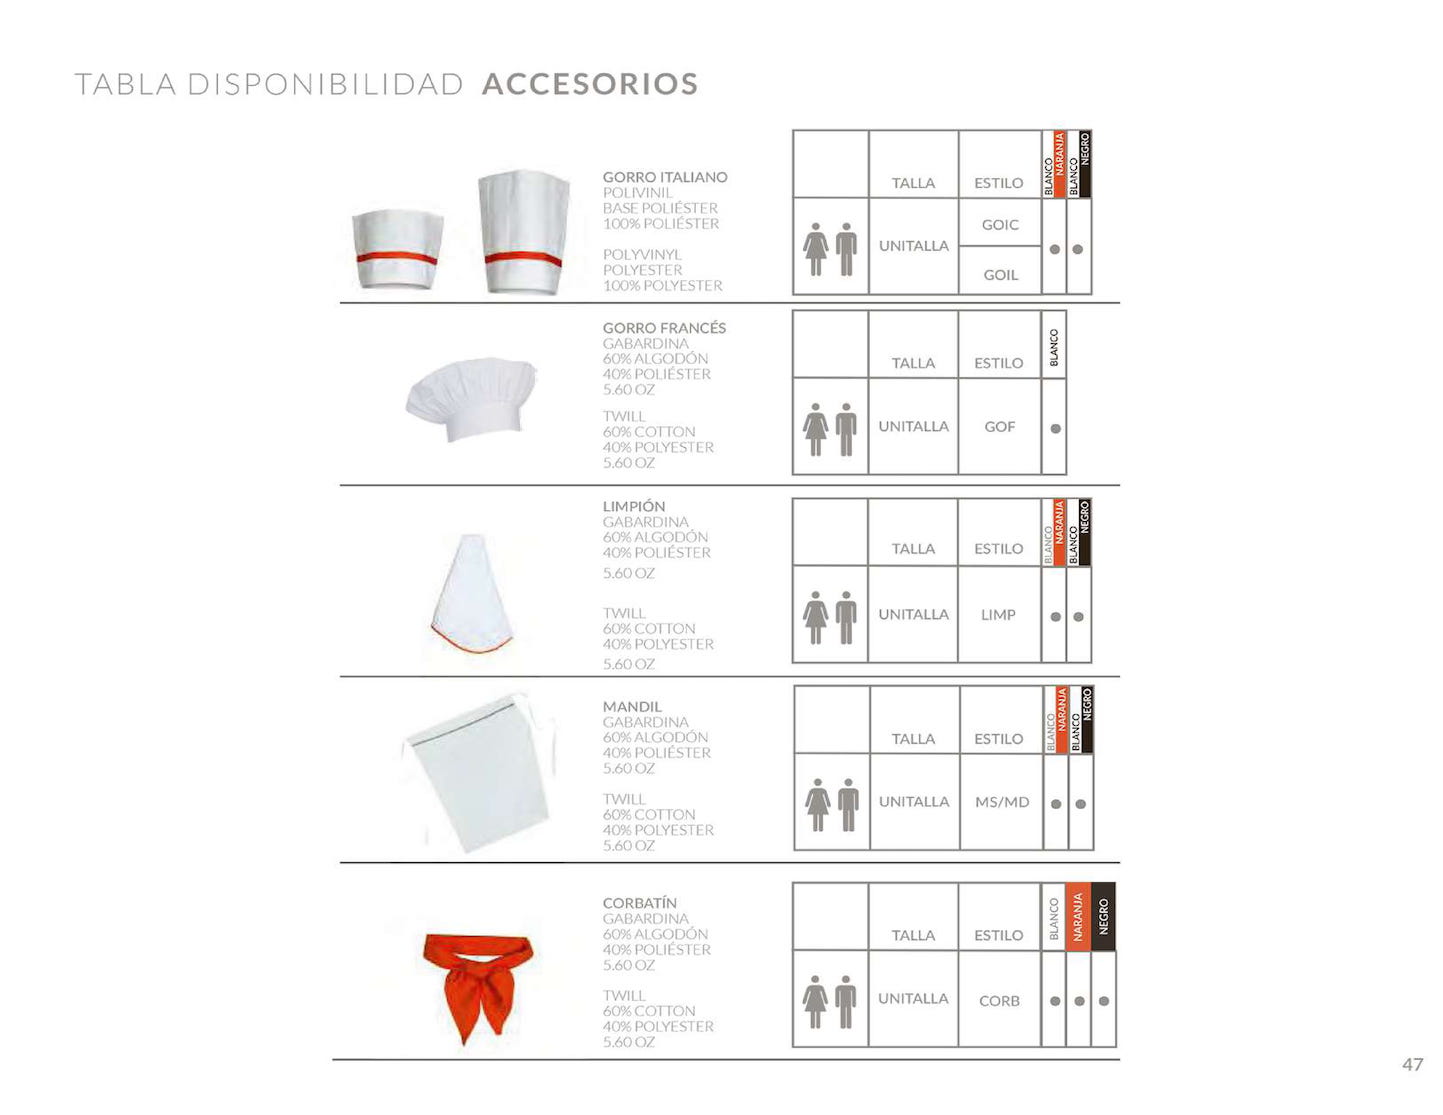 TABLA DISPONIBILIDAD ACCESORIOS
GORRO ITALIANO
POLIVINIL
BASE POLIÉSTER
100% POLIÉSTER
POLYVINYL
POLYESTER
100% POLYESTER
TALLA
ESTILO
BLANCO
NARANJA
BLANCO
NEGRO
UNITALLA
GOIC
GOIL
GORRO FRANCÉS
GABARDINA
60% ALGODÓN
40% POLIÉSTER
5.60 OZ
TWILL
60% COTTON
40% POLYESTER
5.60 OZ
TALLA
ESTILO
BLANCO
UNITALLA
GOF
LIMPIÓN
GABARDINA
60% ALGODÓN
40% POLIÉSTER
5.60 OZ
TWILL
60% COTTON
40% POLYESTER
5.60 OZ
TALLA
ESTILO
BLANCO
NARANJA
BLANCO
NEGRO
UNITALLA
LIMP
MANDIL
GABARDINA
60% ALGODÓN
40% POLIÉSTER
5.60 OZ
TWILL
60% COTTON
40% POLYESTER
5.60 OZ
TALLA
ESTILO
BLANCO
NARANJA
BLANCO
NEGRO
UNITALLA
MS/MD
CORBATÍN
GABARDINA
60% ALGODÓN
40% POLIÉSTER
5.60 OZ
TWILL
60% COTTON
40% POLYESTER
5.60 OZ
TALLA
ESTILO
BLANCO
NARANJA
NEGRO
UNITALLA
CORB
47